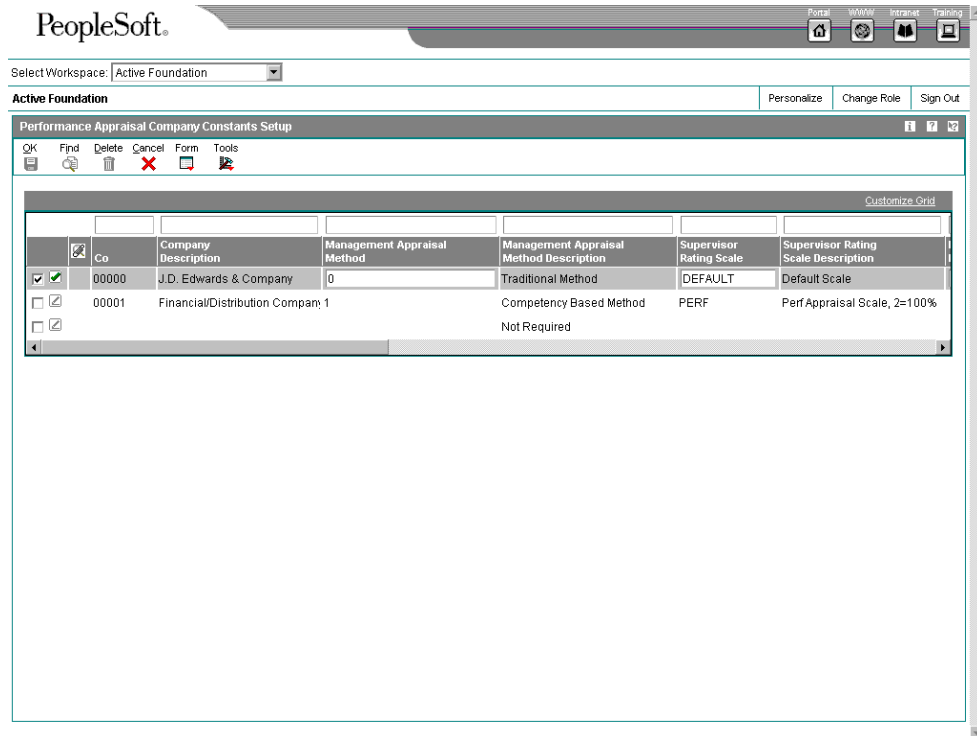 Portal WWW Intranet Training
PeopleSoft.
Select Workspace: Active Foundation
Active Foundation Personalize Change Role Sign Out
Performance Appraisal Company Constants Setup
OK Find Delete Cancel Form Tools
Customize Grid
Co Company Description Management Appraisal Method Management Appraisal Method Description Supervisor Rating Scale Supervisor Rating Scale Description
00000 J.D. Edwards & Company 0 Traditional Method DEFAULT Default Scale
00001 Financial/Distribution Company 1 Competency Based Method PERF Perf Appraisal Scale, 2=100%
Not Required